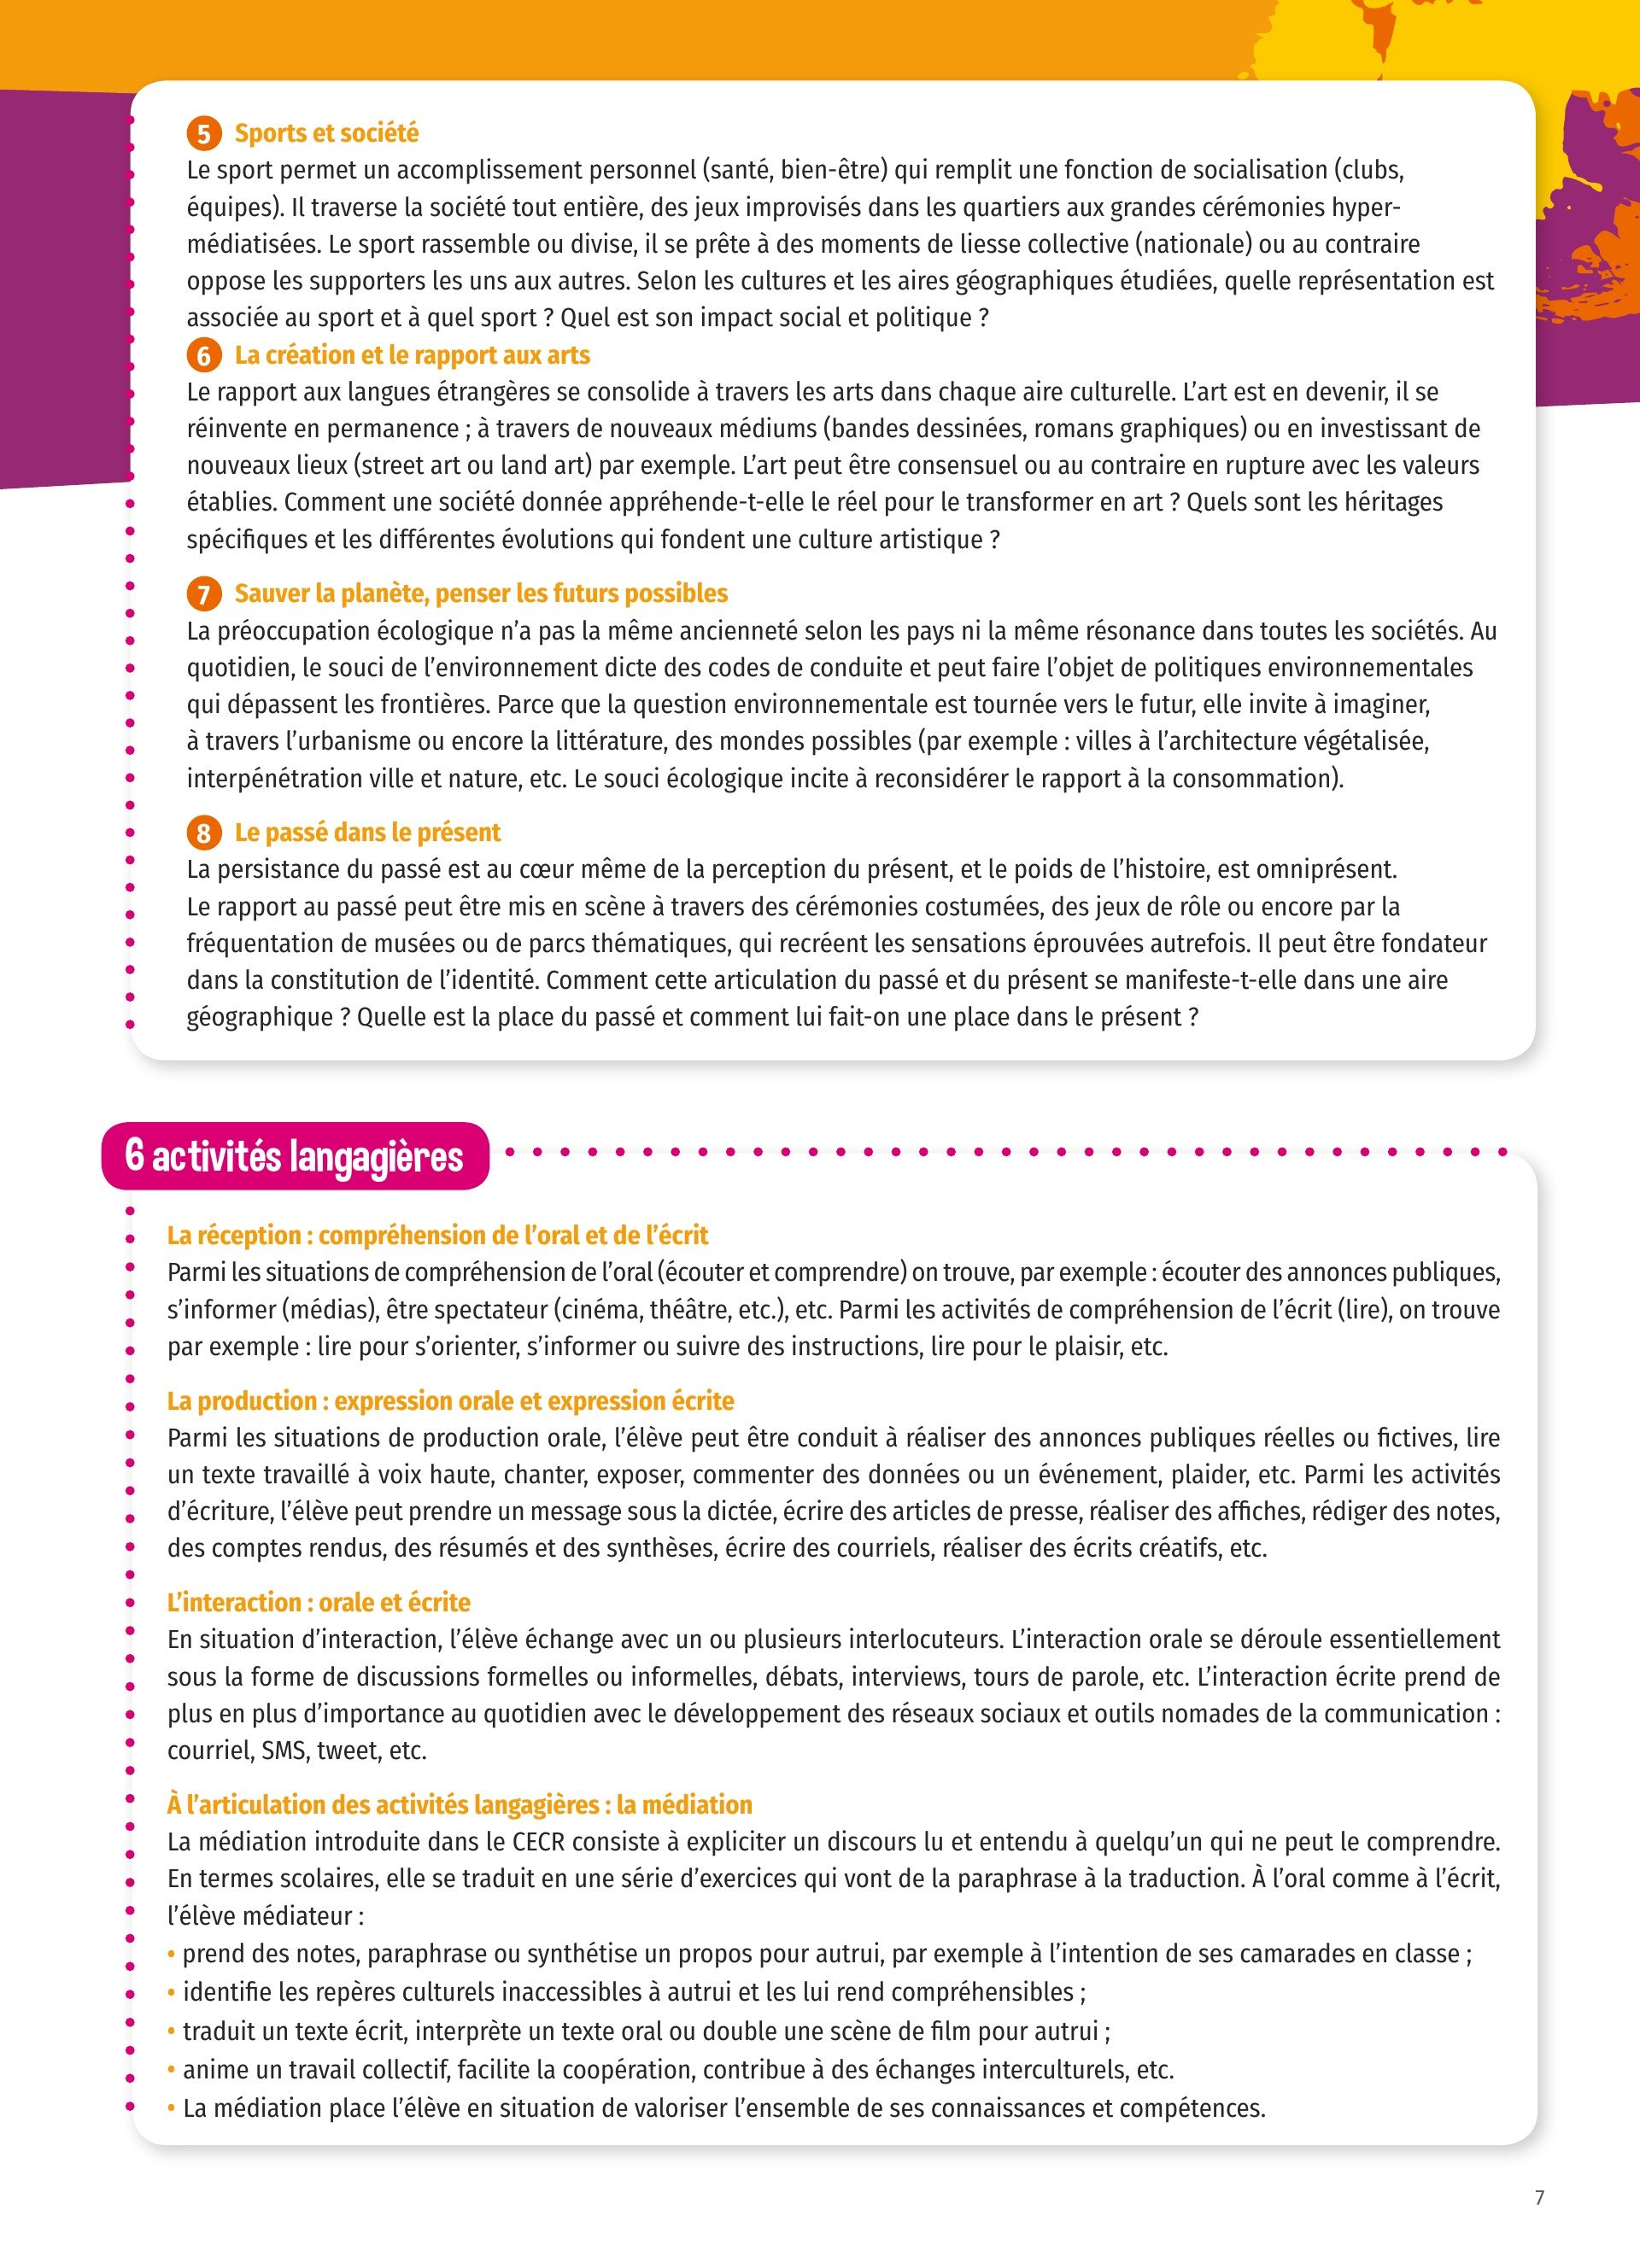 5 Sports et société
Le sport permet un accomplissement personnel (santé, bien-être) qui remplit une fonction de socialisation (clubs,
équipes). Il traverse la société tout entière, des jeux improvisés dans les quartiers aux grandes cérémonies hyper-
médiatisées. Le sport rassemble ou divise, il se prête à des moments de liesse collective (nationale) ou au contraire
oppose les supporters les uns aux autres. Selon les cultures et les aires géographiques étudiées, quelle représentation est
associée au sport et à quel sport ? Quel est son impact social et politique ?
6 La création et le rapport aux arts
Le rapport aux langues étrangères se consolide à travers les arts dans chaque aire culturelle. L’art est en devenir, il se
réinvente en permanence ; à travers de nouveaux médiums (bandes dessinées, romans graphiques) ou en investissant de
nouveaux lieux (street art ou land art) par exemple. L’art peut être consensuel ou au contraire en rupture avec les valeurs
établies. Comment une société donnée appréhende-t-elle le réel pour le transformer en art ? Quels sont les héritages
spécifiques et les différentes évolutions qui fondent une culture artistique ?
7 Sauver la planète, penser les futurs possibles
La préoccupation écologique n’a pas la même ancienneté selon les pays ni la même résonance dans toutes les sociétés. Au
quotidien, le souci de l’environnement dicte des codes de conduite et peut faire l’objet de politiques environnementales
qui dépassent les frontières. Parce que la question environnementale est tournée vers le futur, elle invite à imaginer,
à travers l’urbanisme ou encore la littérature, des mondes possibles (par exemple : villes à l’architecture végétalisée,
interpénétration ville et nature, etc. Le souci écologique incite à reconsidérer le rapport à la consommation).
8 Le passé dans le présent
La persistance du passé est au cœur même de la perception du présent, et le poids de l’histoire, est omniprésent.
Le rapport au passé peut être mis en scène à travers des cérémonies costumées, des jeux de rôle ou encore par la
fréquentation de musées ou de parcs thématiques, qui recréent les sensations éprouvées autrefois. Il peut être fondateur
dans la constitution de l’identité. Comment cette articulation du passé et du présent se manifeste-t-elle dans une aire
géographique ? Quelle est la place du passé et comment lui fait-on une place dans le présent ?
6 activités langagières
La réception : compréhension de l’oral et de l’écrit
Parmi les situations de compréhension de l’oral (écouter et comprendre) on trouve, par exemple : écouter des annonces publiques,
s’informer (médias), être spectateur (cinéma, théâtre, etc.), etc. Parmi les activités de compréhension de l’écrit (lire), on trouve
par exemple : lire pour s’orienter, s’informer ou suivre des instructions, lire pour le plaisir, etc.
La production : expression orale et expression écrite
Parmi les situations de production orale, l’élève peut être conduit à réaliser des annonces publiques réelles ou fictives, lire
un texte travaillé à voix haute, chanter, exposer, commenter des données ou un événement, plaider, etc. Parmi les activités
d’écriture, l’élève peut prendre un message sous la dictée, écrire des articles de presse, réaliser des affiches, rédiger des notes,
des comptes rendus, des résumés et des synthèses, écrire des courriels, réaliser des écrits créatifs, etc.
L’interaction : orale et écrite
En situation d’interaction, l’élève échange avec un ou plusieurs interlocuteurs. L’interaction orale se déroule essentiellement
sous la forme de discussions formelles ou informelles, débats, interviews, tours de parole, etc. L’interaction écrite prend de
plus en plus d’importance au quotidien avec le développement des réseaux sociaux et outils nomades de la communication :
courriel, SMS, tweet, etc.
À l’articulation des activités langagières : la médiation
La médiation introduite dans le CECR consiste à expliciter un discours lu et entendu à quelqu’un qui ne peut le comprendre.
En termes scolaires, elle se traduit en une série d’exercices qui vont de la paraphrase à la traduction. À l’oral comme à l’écrit,
l’élève médiateur :
• prend des notes, paraphrase ou synthétise un propos pour autrui, par exemple à l’intention de ses camarades en classe ;
• identifie les repères culturels inaccessibles à autrui et les lui rend compréhensibles ;
• traduit un texte écrit, interprète un texte oral ou double une scène de film pour autrui ;
• anime un travail collectif, facilite la coopération, contribue à des échanges interculturels, etc.
• La médiation place l’élève en situation de valoriser l’ensemble de ses connaissances et compétences.
7